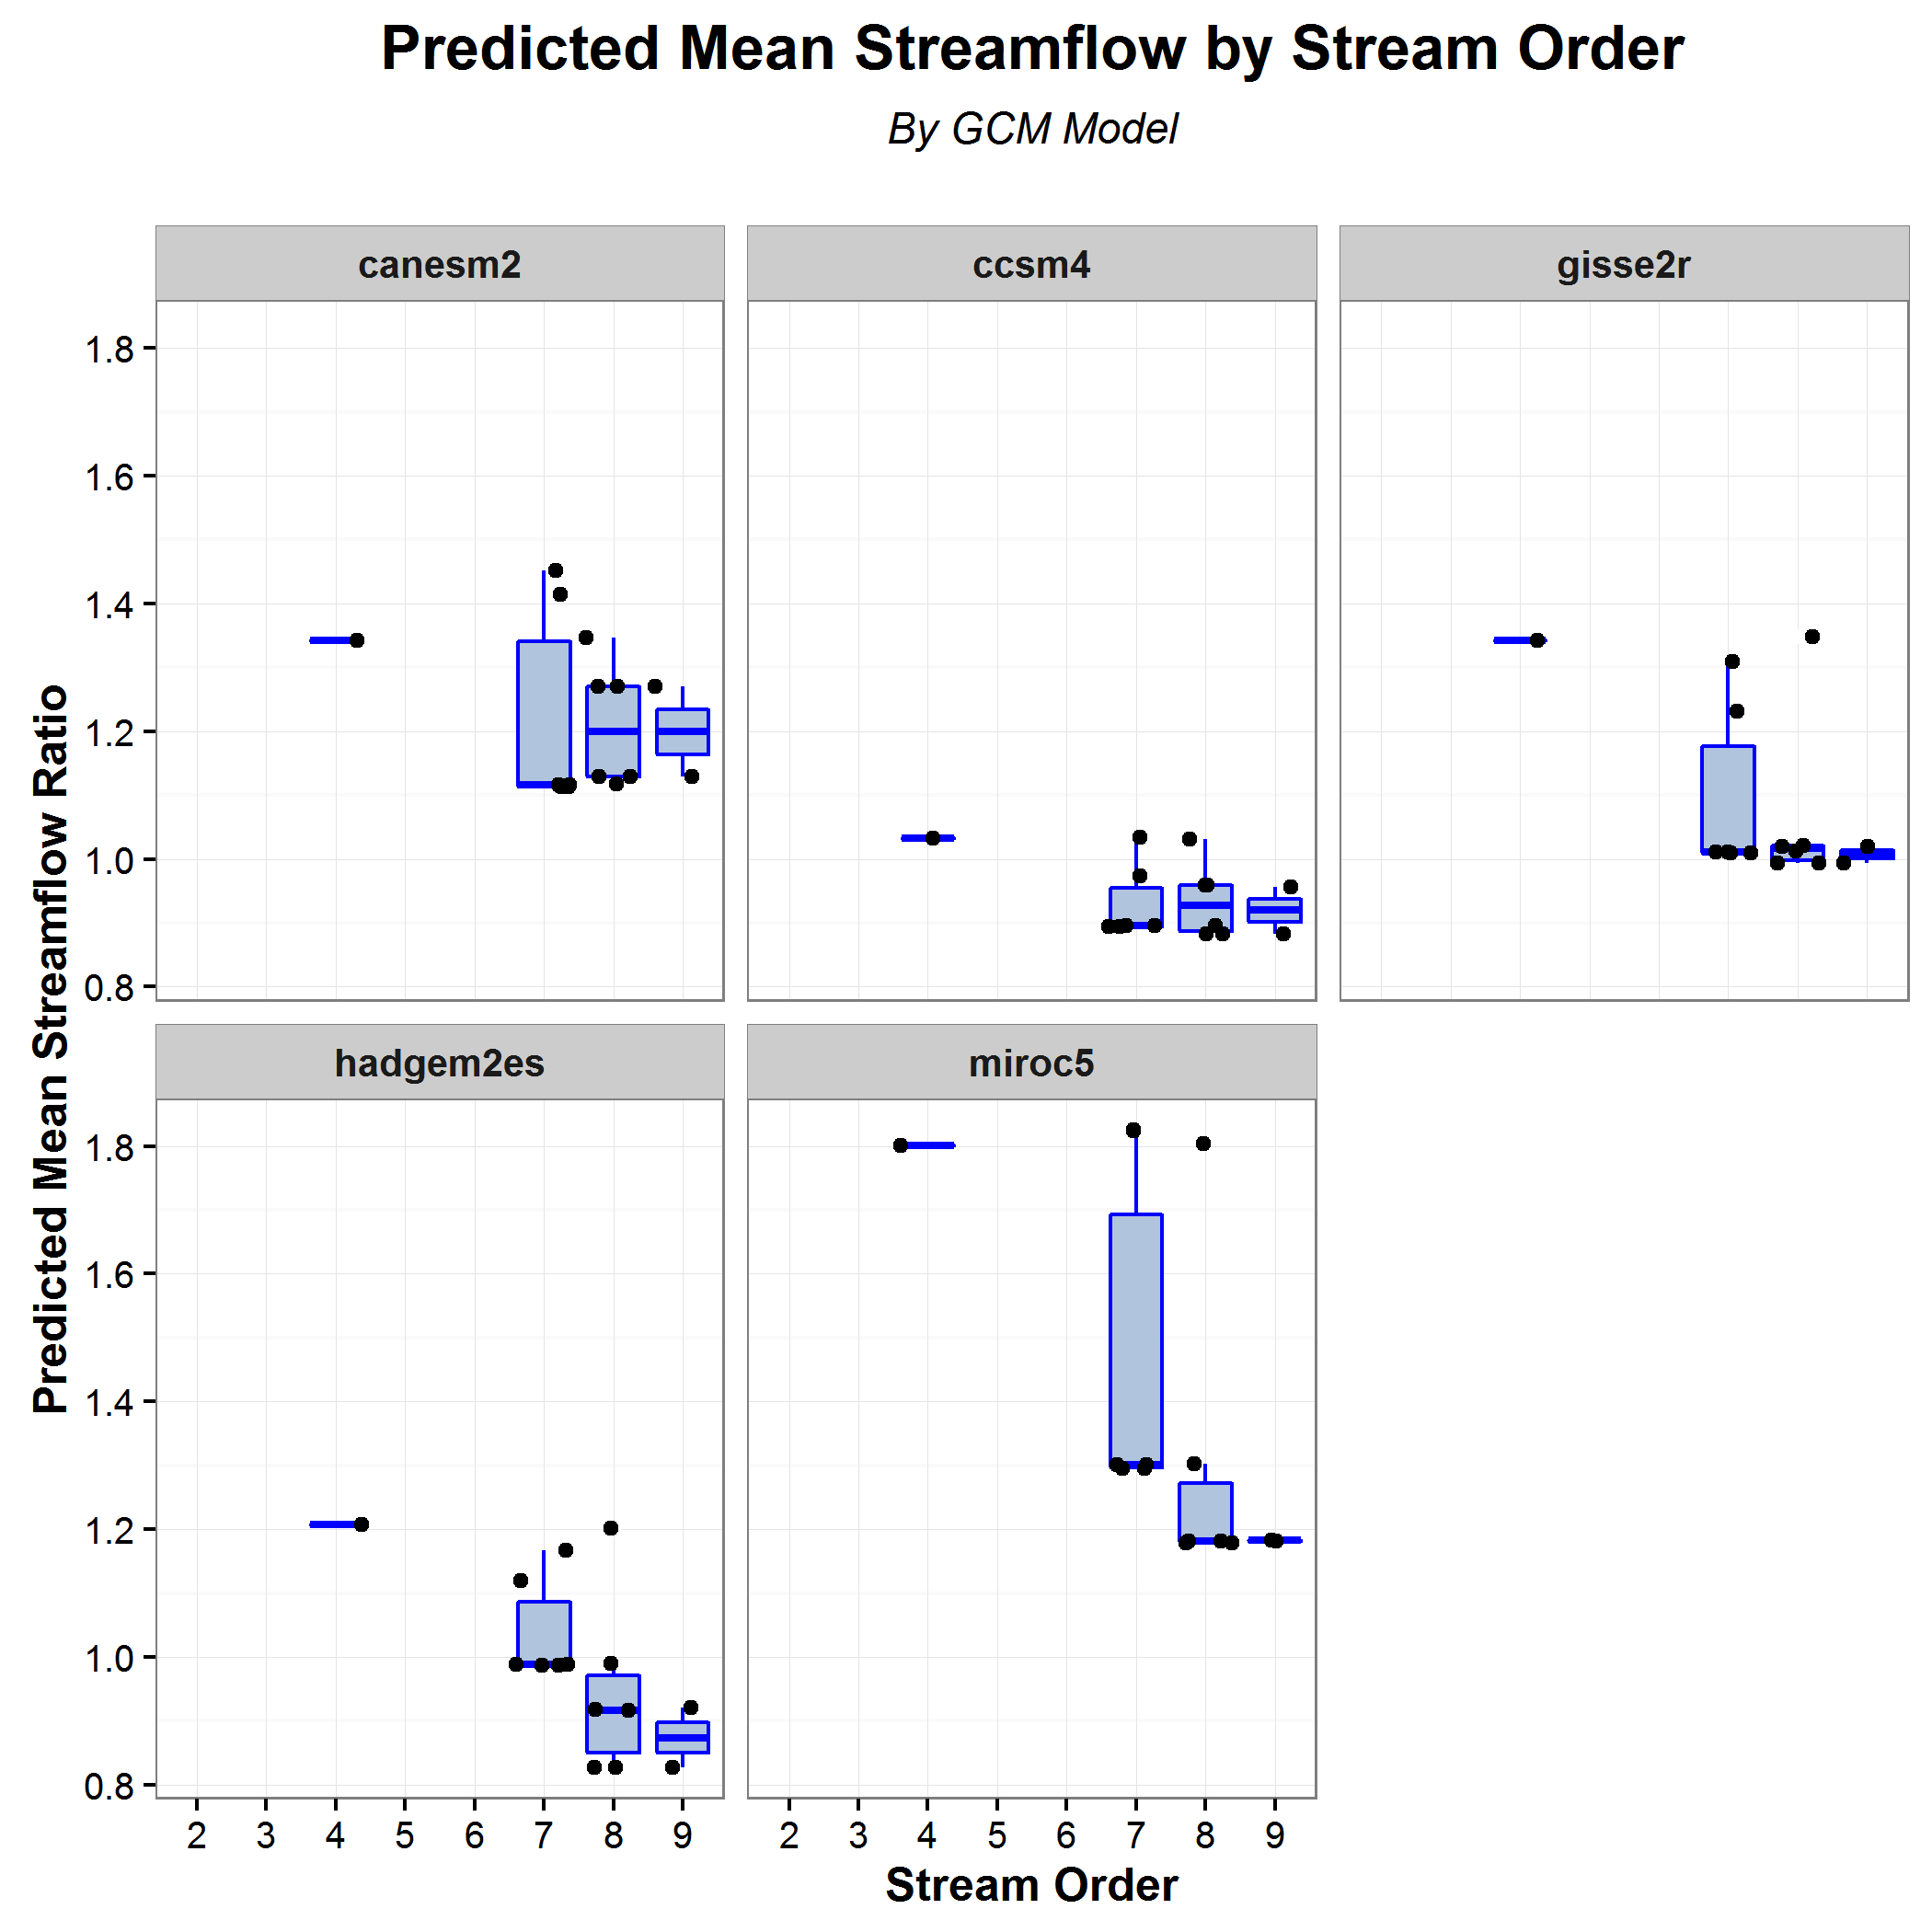 Predicted Mean Streamflow by Stream Order
By GCM Model
canesm2
ccsm4
gisse2r
1.8
1.6
1.4
1.2
1.0
0.8
hadgem2es
miroc5
1.8
1.6
1.4
1.2
1.0
0.8
2 3 4 5 6 7 8 9
2 3 4 5 6 7 8 9
Stream Order
Predicted Mean Streamflow Ratio